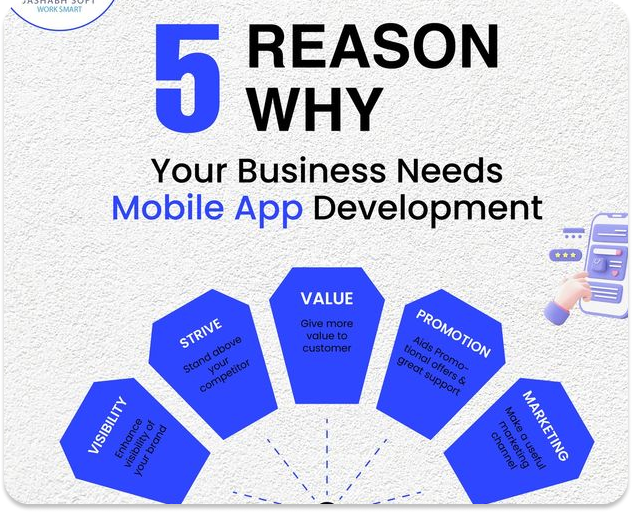 JASHABH SOFT
WORK SMART
5 REASON
WHY
Your Business Needs
Mobile App Development
VISIBILITY
Enhance
visibility of
your brand
STRIVE
Stand above
your
competitor
VALUE
Give more
value to
customer
PROMOTION
Aids Promo-
tional offers &
great support
MARKETING
Make a useful
marketing
channel